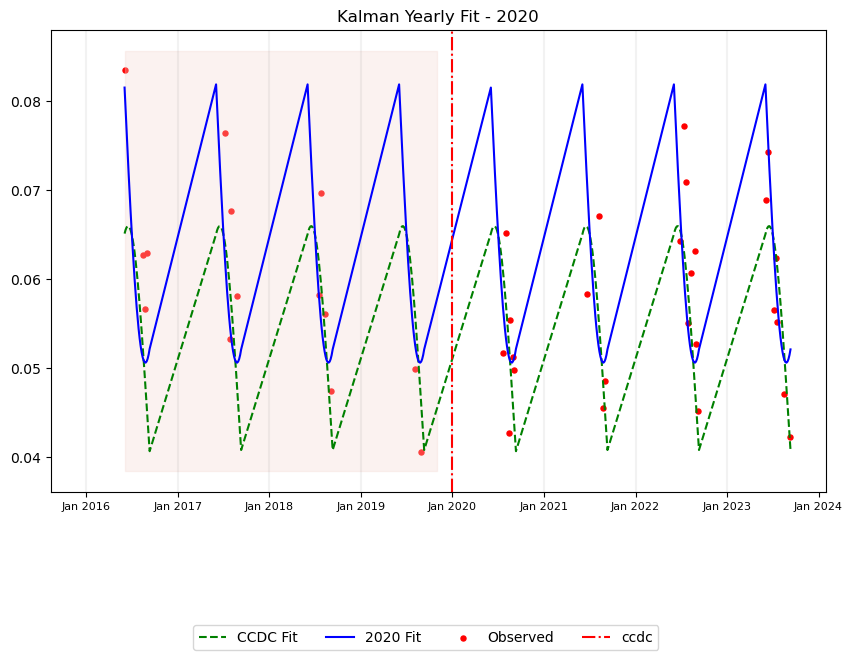 Kalman Yearly Fit - 2020
0.08
0.07
0.06
0.05
0.04
Jan 2016 Jan 2017 Jan 2018 Jan 2019 Jan 2020 Jan 2021 Jan 2022 Jan 2023 Jan 2024
CCDC Fit 2020 Fit Observed ccdc